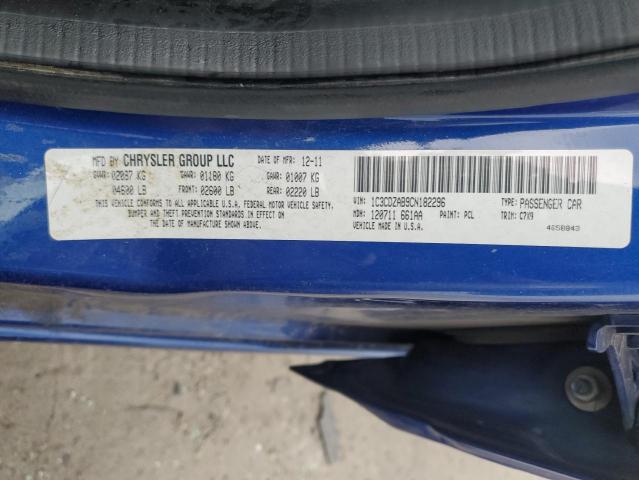 MFD BY CHRYSLER GROUP LLC DATE OF MFR: 12-11
GVWR: 02087 KG GAWR: 01180 KG GAWR: 01007 KG
04600 LB FRONT: 02600 LB REAR: 02220 LB
THIS VEHICLE CONFORMS TO ALL APPLICABLE U.S.A. FEDERAL MOTOR VEHICLE SAFETY,
BUMPER AND THEFT PREVENTION STANDARDS IN EFFECT ON
THE DATE OF MANUFACTURE SHOWN ABOVE.
VIN: 1C3CDZAB9CN182296 TYPE: PASSENGER CAR
MDH: 120711 661AA PAINT: PCL TRIM: C7X9
VEHICLE MADE IN U.S.A. 4658843